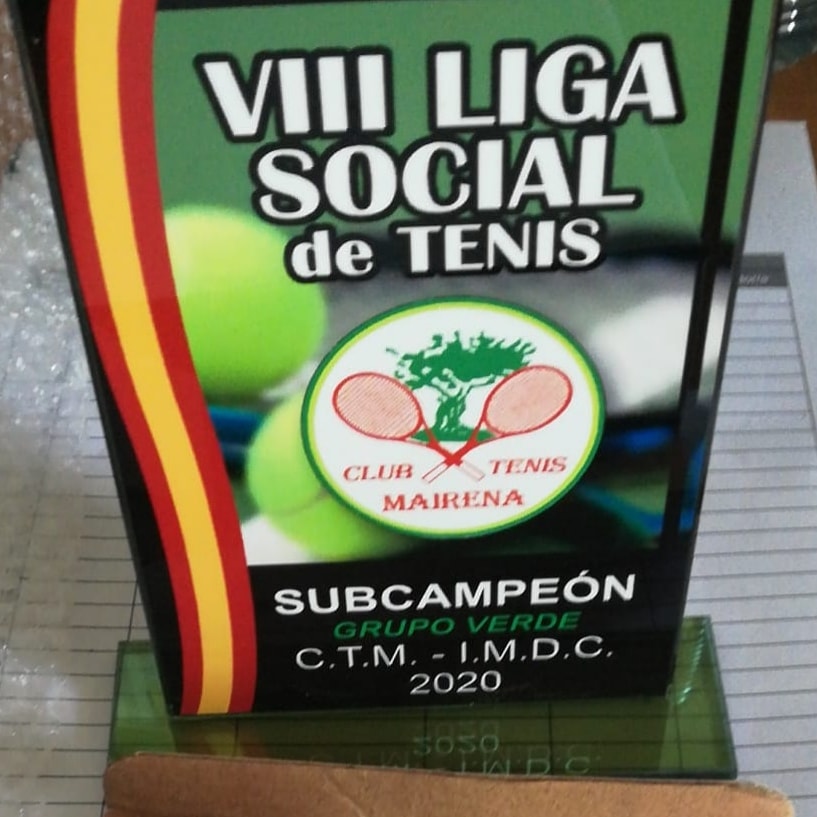 VIII LIGA
SOCIAL
de TENIS
CLUB TENIS
MAIRENA
SUBCAMPEÓN
GRUPO VERDE
C.T.M. - I.M.D.C.
2020